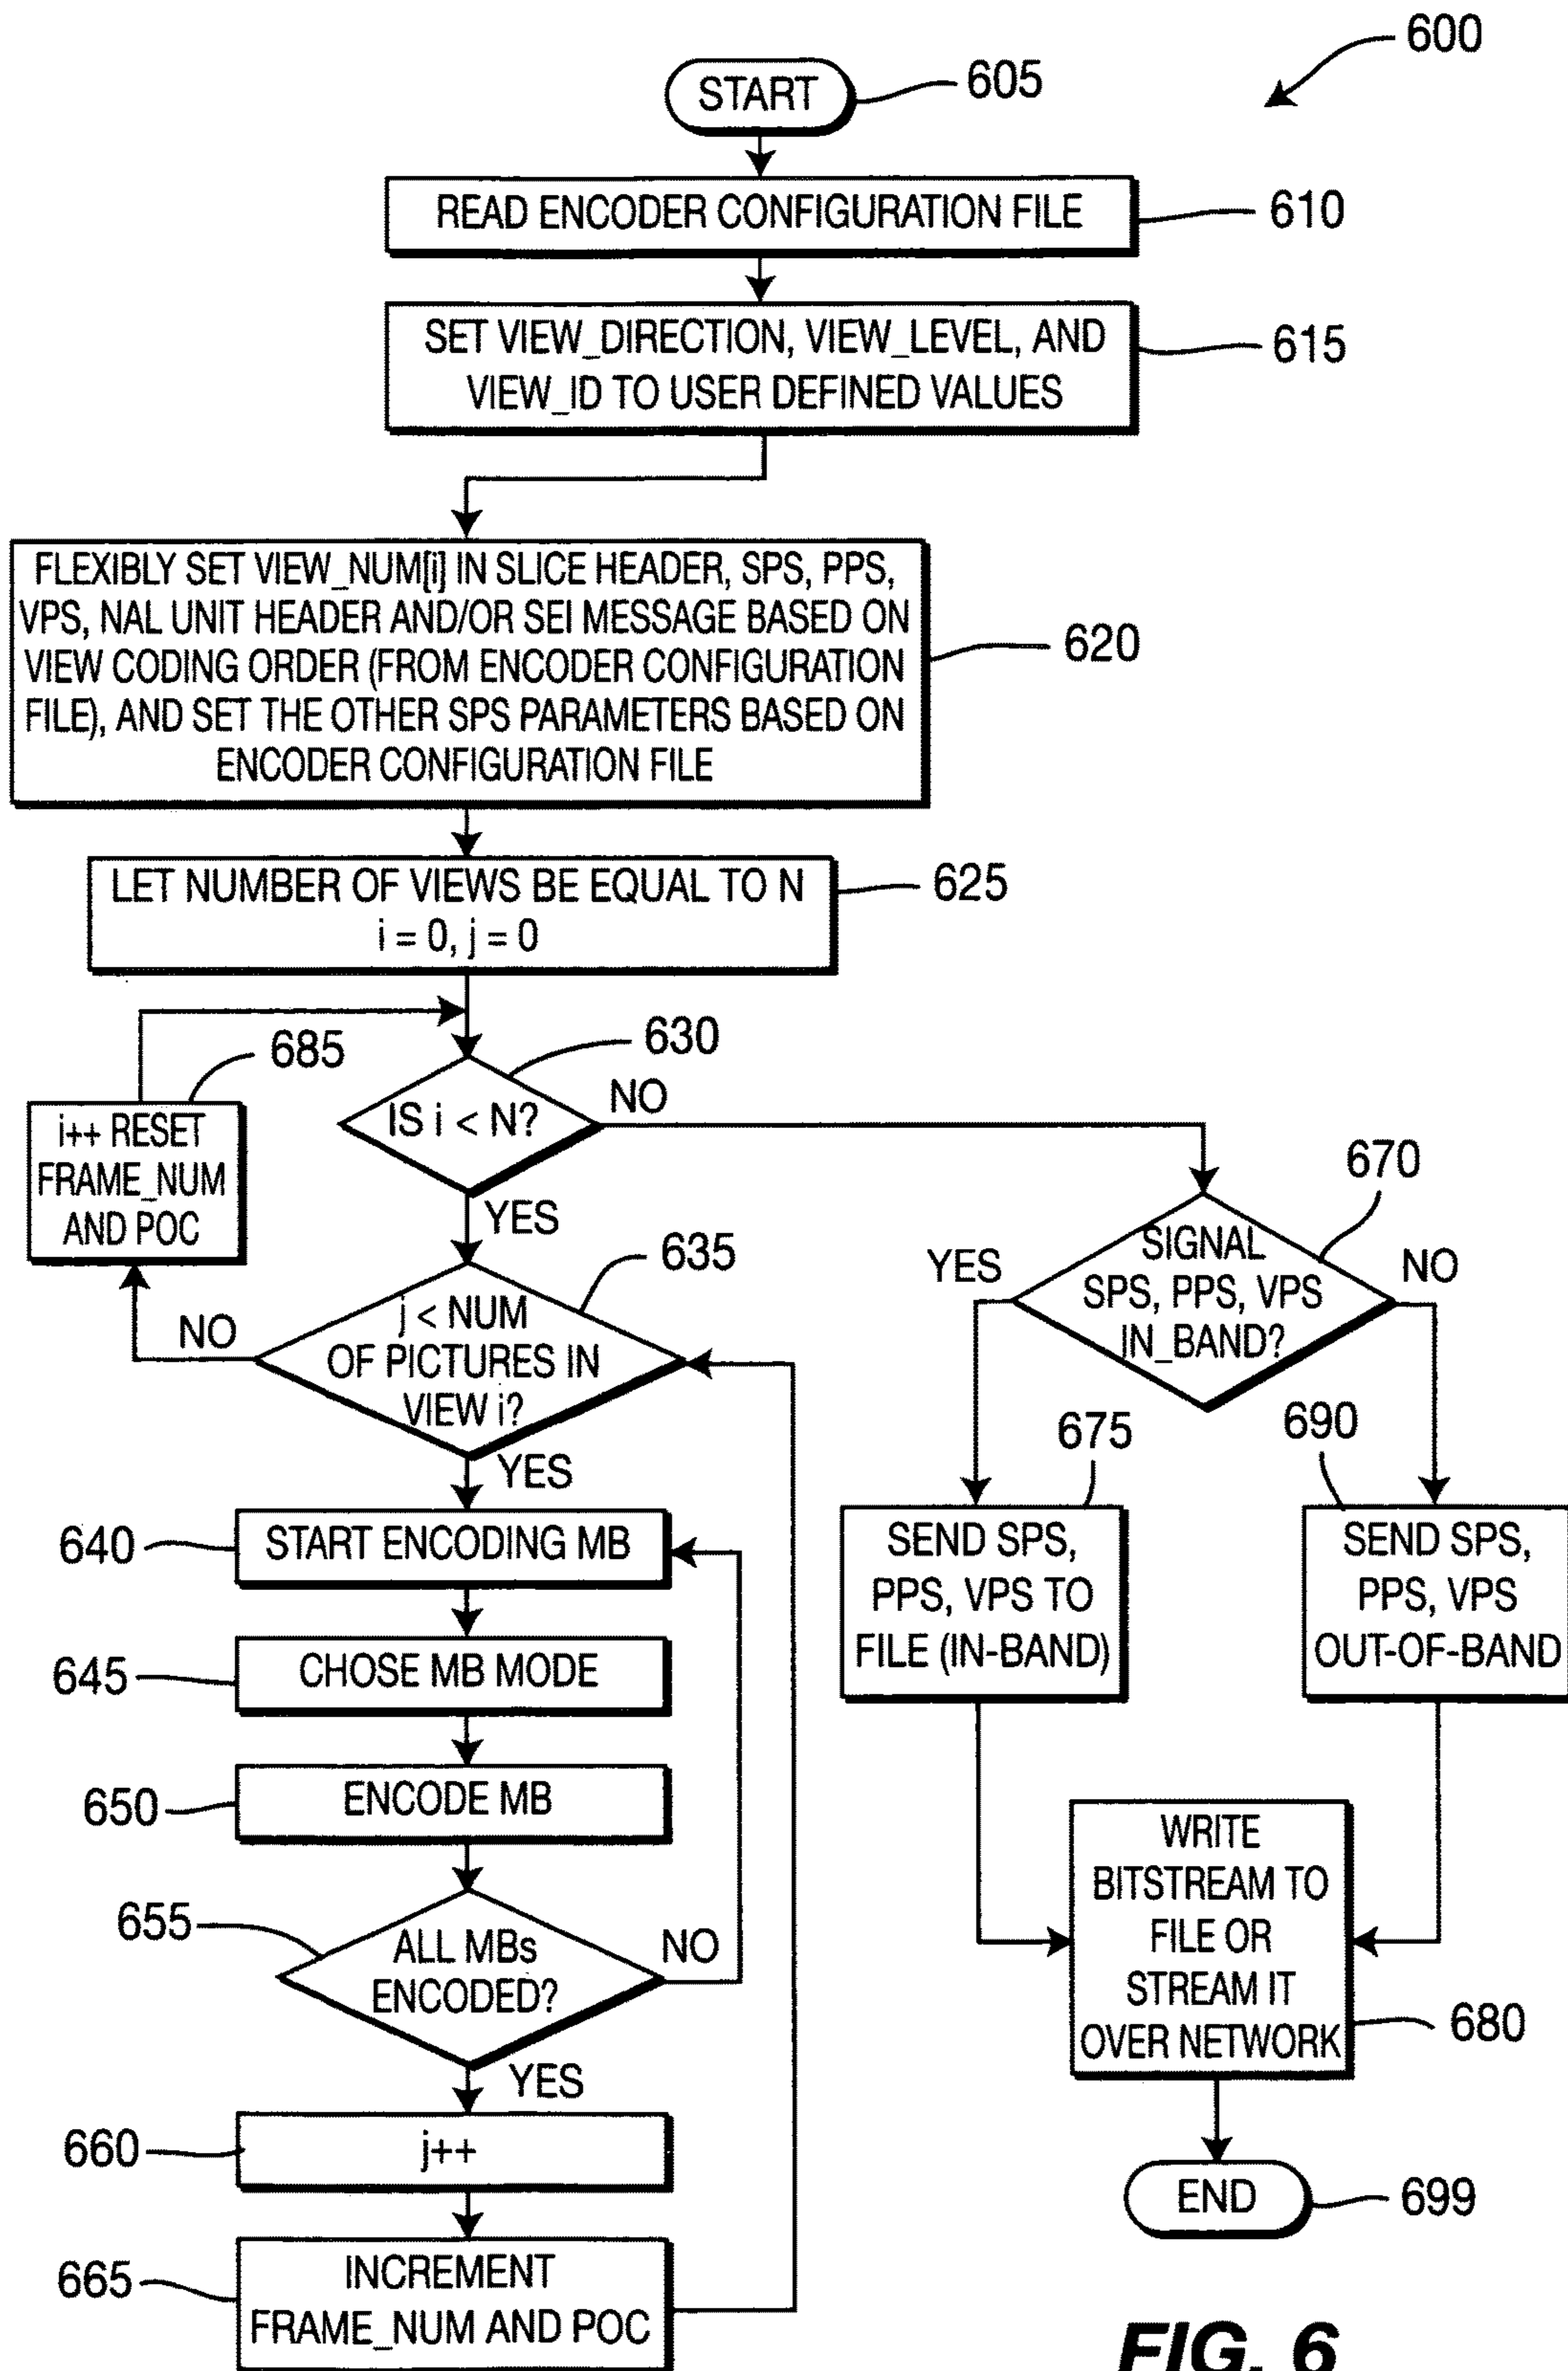 600
START
605
READ ENCODER CONFIGURATION FILE
610
SET VIEW_DIRECTION, VIEW_LEVEL, AND
VIEW_ID TO USER DEFINED VALUES
615
FLEXIBLY SET VIEW_NUM[i] IN SLICE HEADER, SPS, PPS,
VPS, NAL UNIT HEADER AND/OR SEI MESSAGE BASED ON
VIEW CODING ORDER (FROM ENCODER CONFIGURATION
FILE), AND SET THE OTHER SPS PARAMETERS BASED ON
ENCODER CONFIGURATION FILE
620
LET NUMBER OF VIEWS BE EQUAL TO N
i = 0, j = 0
625
685
i++ RESET
FRAME_NUM
AND POC
630
IS i < N?
NO
YES
635
j < NUM
OF PICTURES IN
VIEW i?
NO
YES
640
START ENCODING MB
645
CHOSE MB MODE
650
ENCODE MB
655
ALL MBs
ENCODED?
NO
YES
660
j++
665
INCREMENT
FRAME_NUM AND POC
670
SIGNAL
SPS, PPS, VPS
IN_BAND?
YES
NO
675
SEND SPS,
PPS, VPS TO
FILE (IN-BAND)
690
SEND SPS,
PPS, VPS
OUT-OF-BAND
WRITE
BITSTREAM TO
FILE OR
STREAM IT
OVER NETWORK
680
END
699
FIG. 6